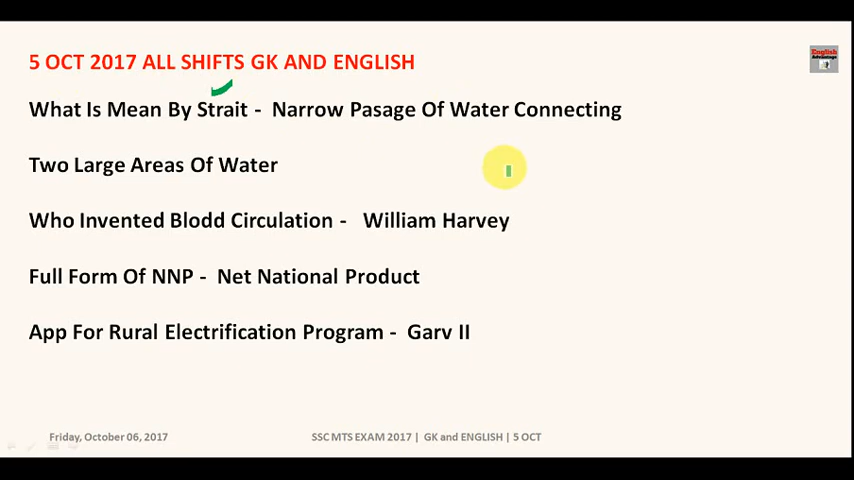 5 OCT 2017 ALL SHIFTS GK AND ENGLISH
English
Advantage
What Is Mean By Strait - Narrow Pasage Of Water Connecting
Two Large Areas Of Water
Who Invented Blodd Circulation - William Harvey
Full Form Of NNP - Net National Product
App For Rural Electrification Program - Garv II
Friday, October 06, 2017
SSC MTS EXAM 2017 | GK and ENGLISH | 5 OCT